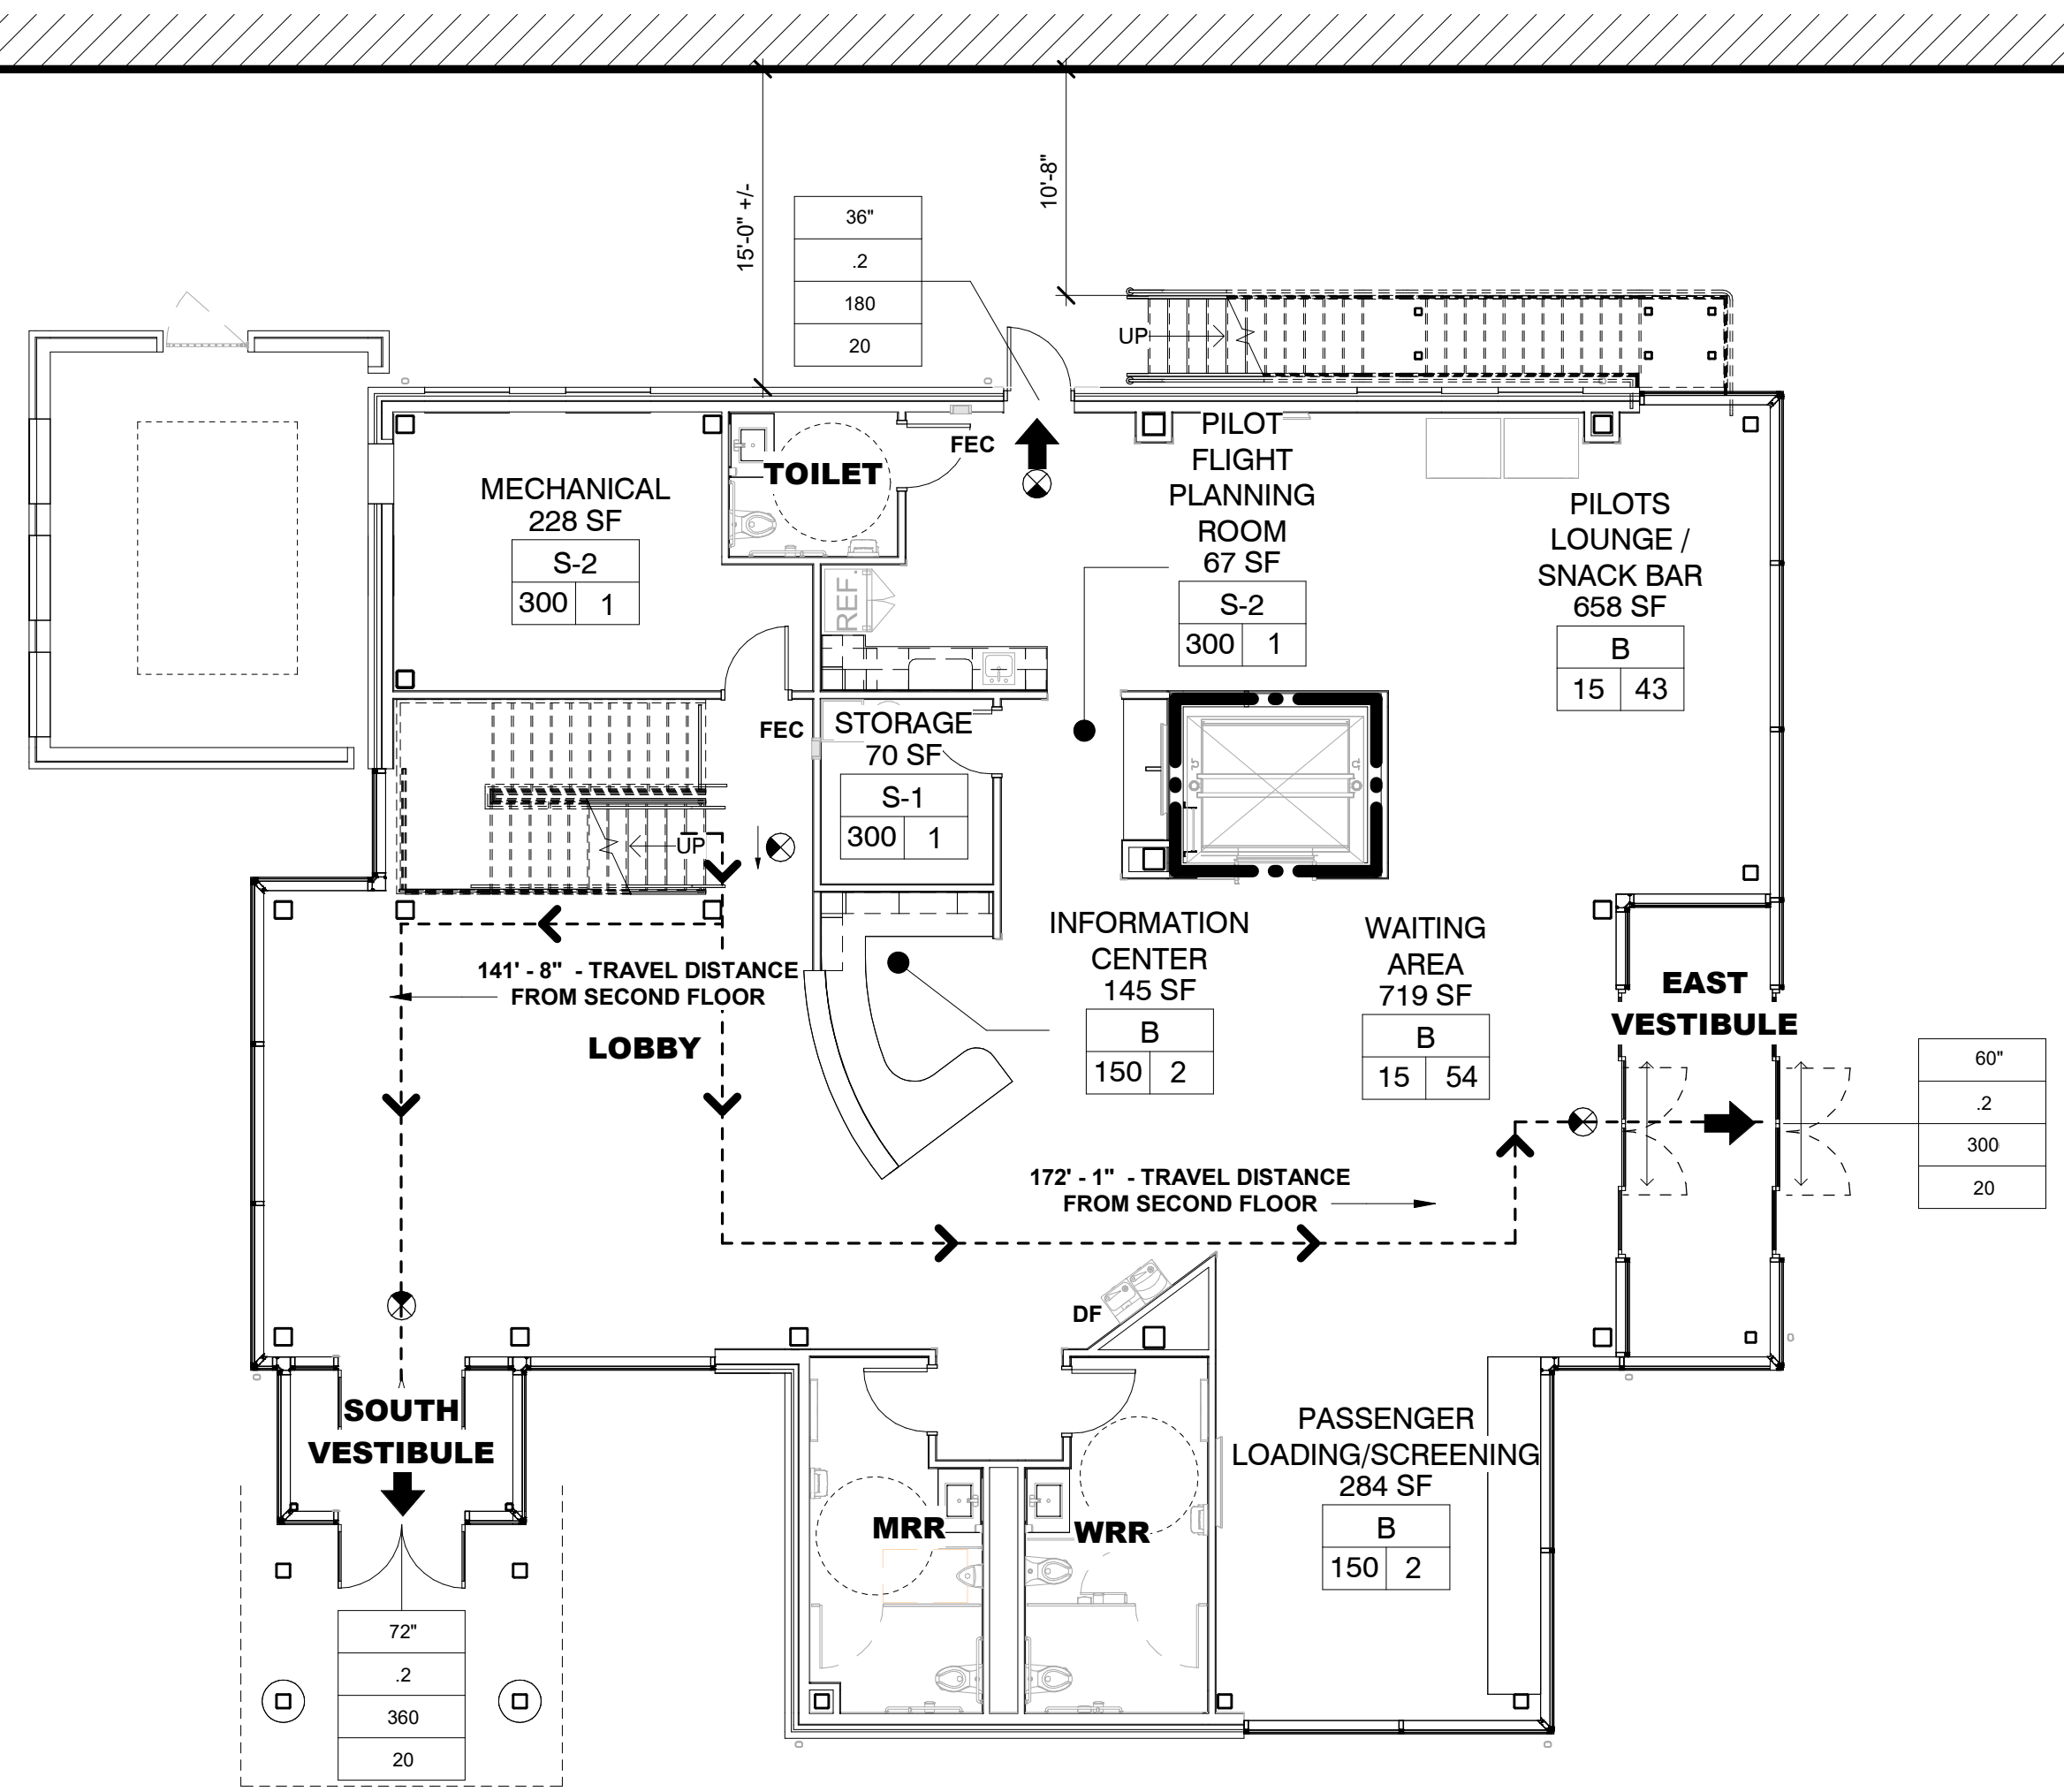 15'-0" +/-
10'-8"
36"
.2
180
20
UP
FEC
TOILET
MECHANICAL
228 SF
S-2
300 1
REF.
PILOT
FLIGHT
PLANNING
ROOM
67 SF
S-2
300 1
PILOTS
LOUNGE /
SNACK BAR
658 SF
B
15 43
FEC
STORAGE
70 SF
S-1
300 1
UP
141' - 8" - TRAVEL DISTANCE
FROM SECOND FLOOR
LOBBY
INFORMATION
CENTER
145 SF
B
150 2
WAITING
AREA
719 SF
B
15 54
EAST
VESTIBULE
60"
.2
300
20
172' - 1" - TRAVEL DISTANCE
FROM SECOND FLOOR
DF
SOUTH
VESTIBULE
72"
.2
360
20
MRR
WRR
PASSENGER
LOADING/SCREENING
284 SF
B
150 2